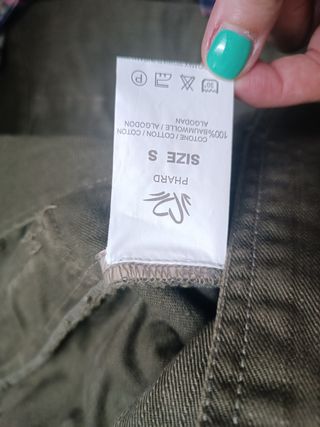 PHARD
SIZE S
COTONE / COTTON / COTON
100%BAUMWOLLE / ALGODON
ALGODAN
P